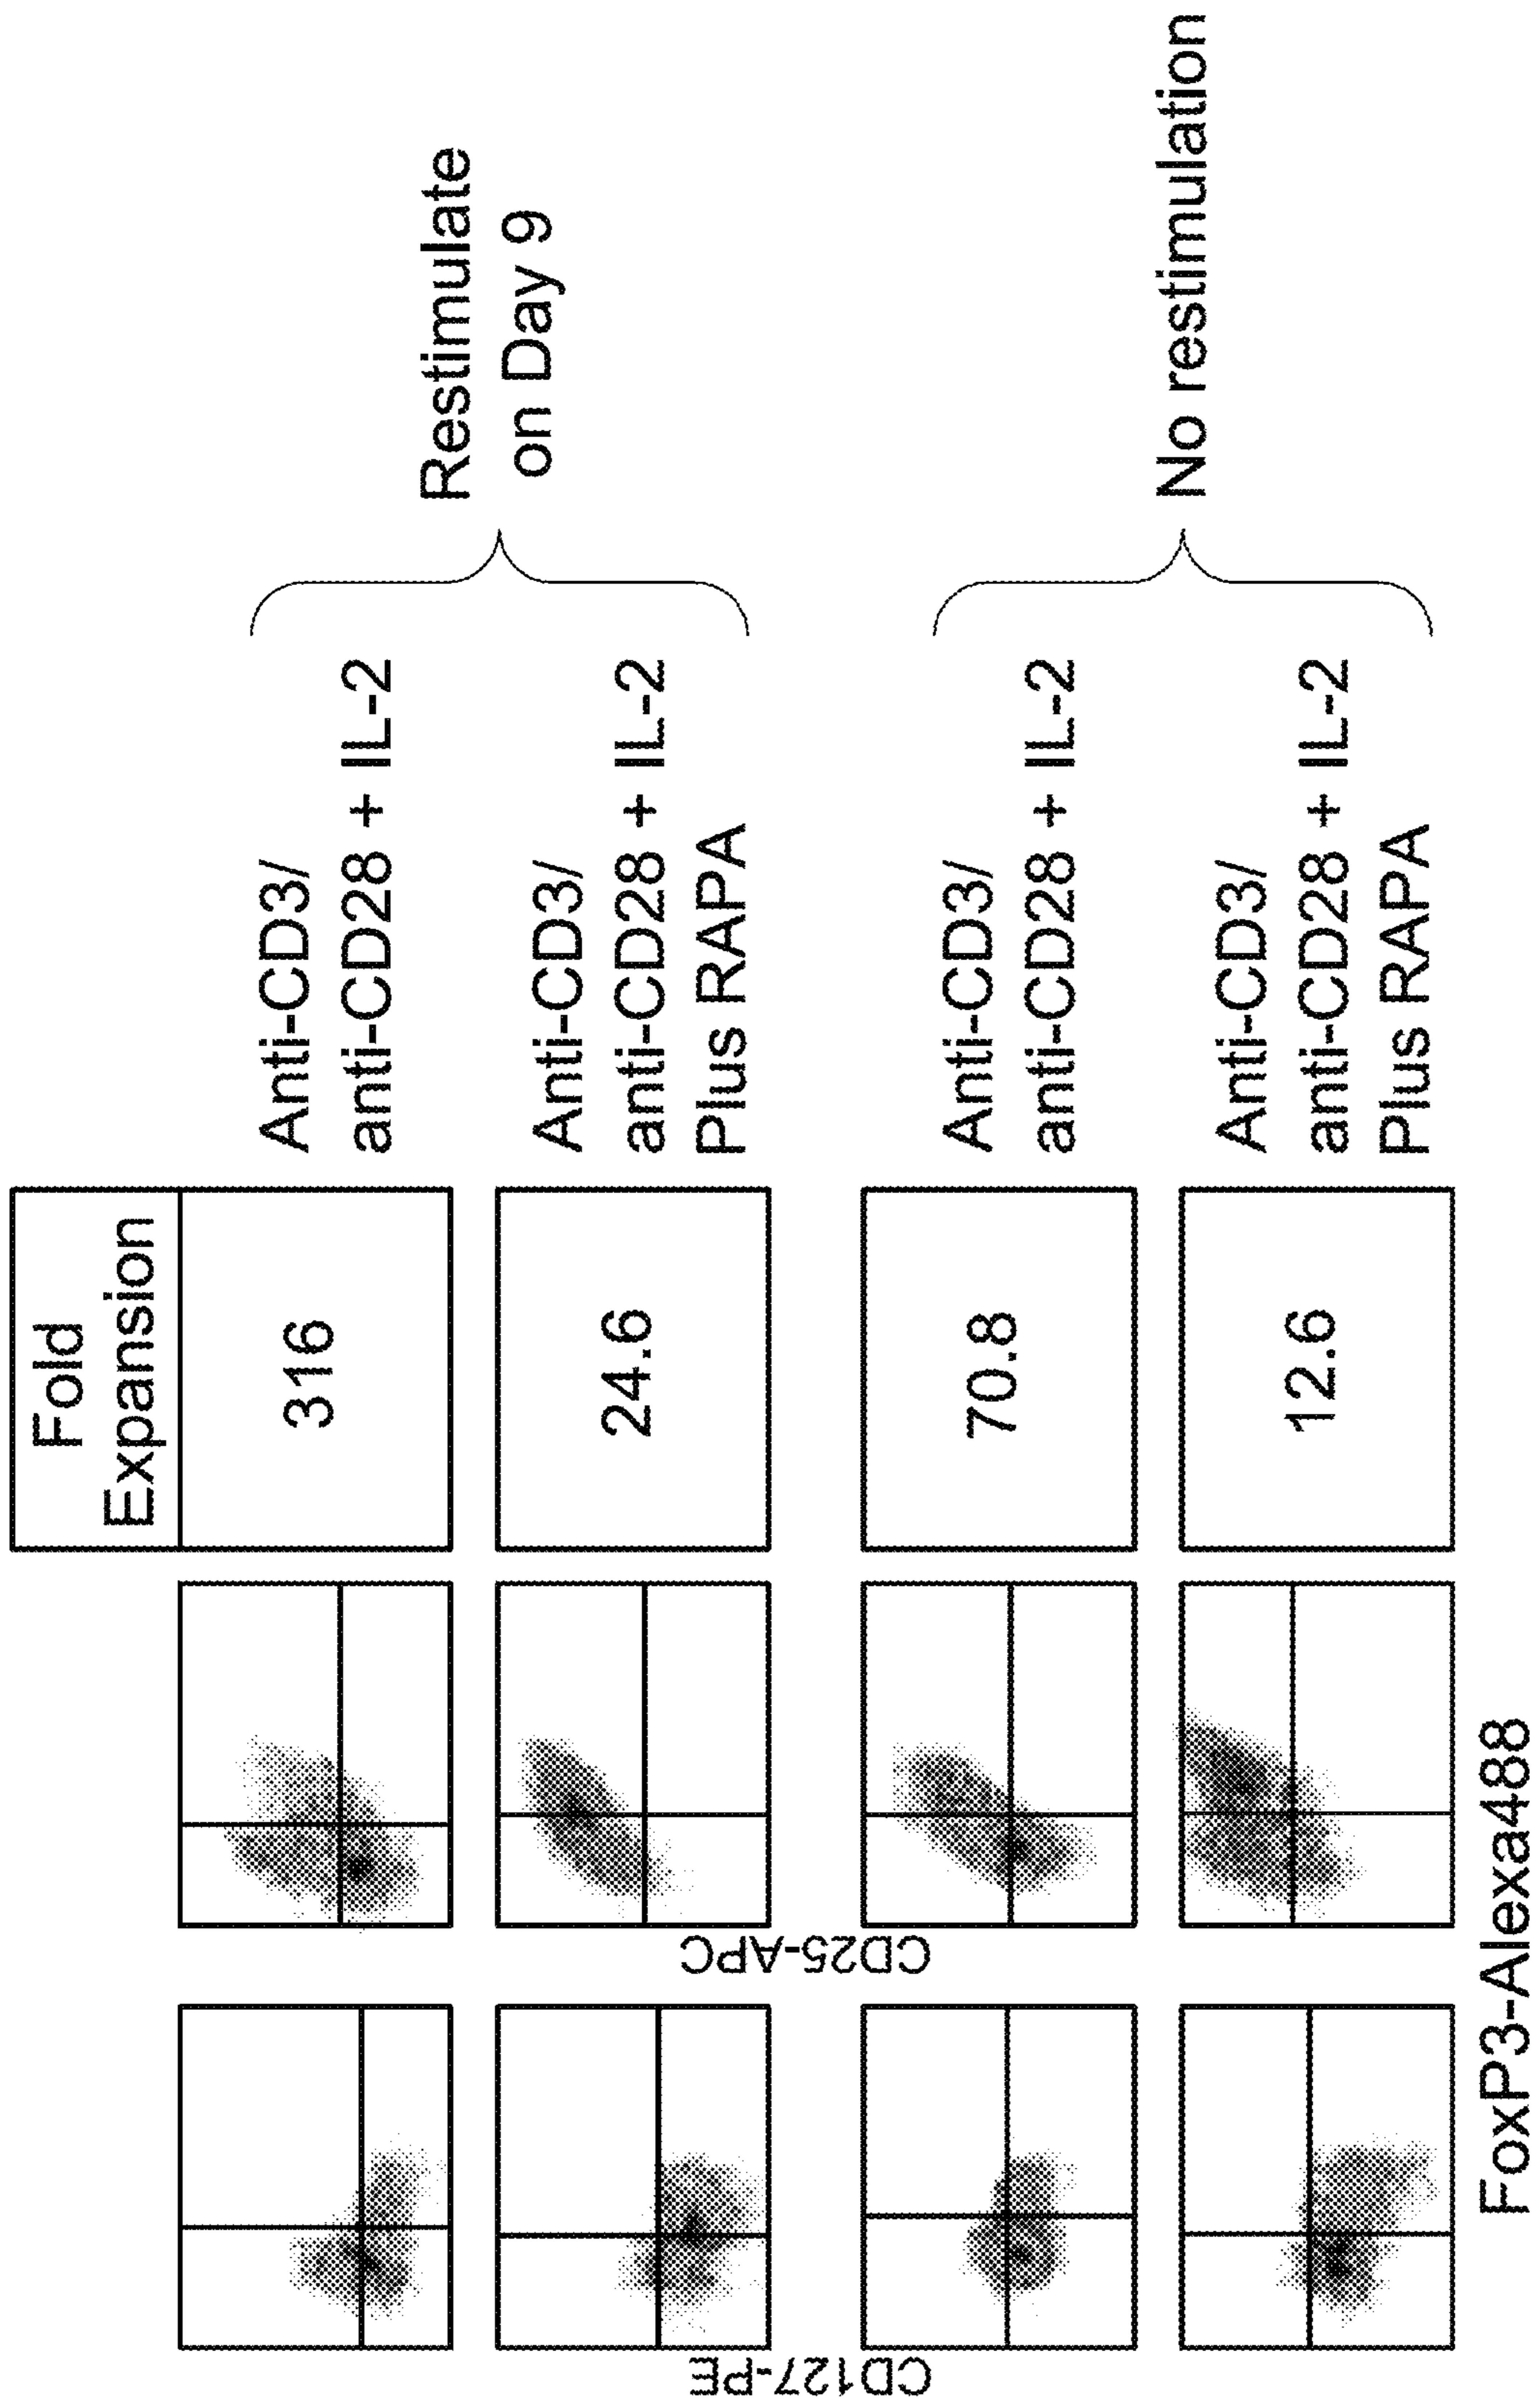 Fold
Expansion
316
Anti-CD3/
anti-CD28 + IL-2
24.6
Anti-CD3/
anti-CD28 + IL-2
Plus RAPA
Restimulate
on Day 9
70.8
Anti-CD3/
anti-CD28 + IL-2
12.6
Anti-CD3/
anti-CD28 + IL-2
Plus RAPA
No restimulation
CD127-PE
CD25-APC
FoxP3-Alexa488